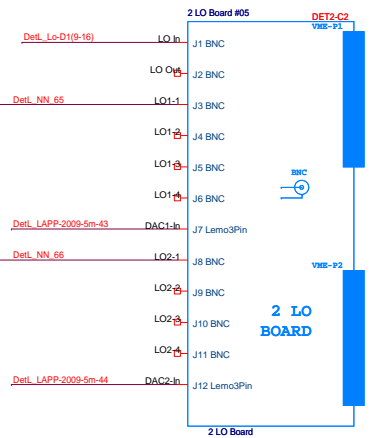 2 LO Board #05
DET2-C2
VME-P1
DetL_Lo-D1(9-16) LO In J1 BNC
LO Out J2 BNC
DetL_NN_65 LO1-1 J3 BNC
LO1-2 J4 BNC
LO1-3 J5 BNC
BNC
LO1-4 J6 BNC
DetL_LAPP-2009-5m-43 DAC1-In J7 Lemo3Pin
DetL_NN_66 LO2-1 J8 BNC
VME-P2
LO2-2 J9 BNC
2 LO
LO2-3 J10 BNC
BOARD
LO2-4 J11 BNC
DetL_LAPP-2009-5m-44 DAC2-In J12 Lemo3Pin
2 LO Board